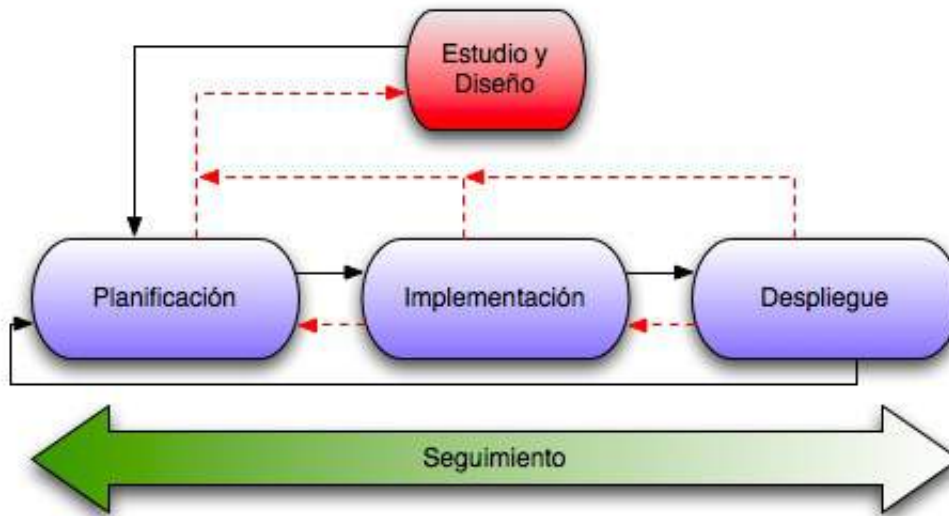 Estudio y
Diseño
Planificación
Implementación
Despliegue
Seguimiento